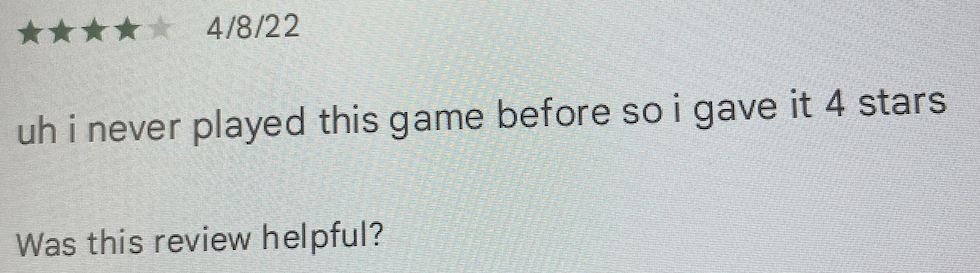 4/8/22
uh i never played this game before so i gave it 4 stars
Was this review helpful?